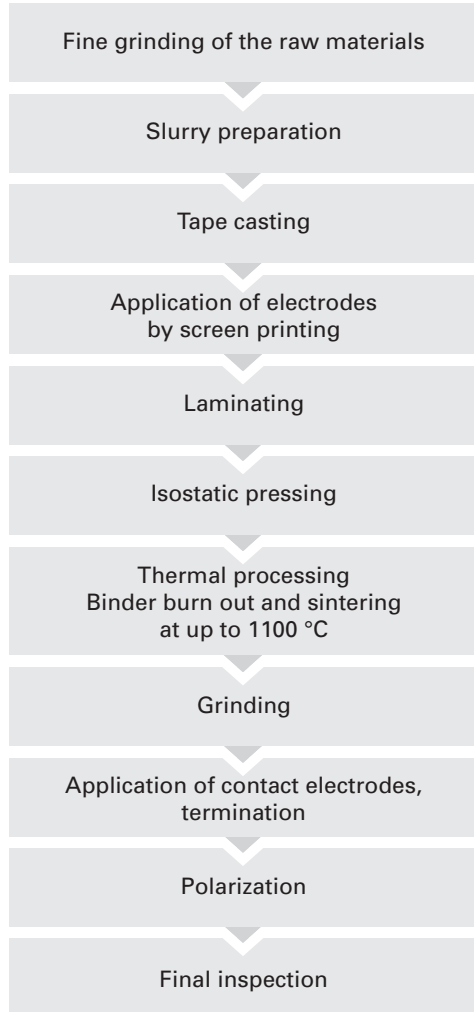 Fine grinding of the raw materials
Slurry preparation
Tape casting
Application of electrodes
by screen printing
Laminating
Isostatic pressing
Thermal processing
Binder burn out and sintering
at up to 1100 °C
Grinding
Application of contact electrodes,
termination
Polarization
Final inspection